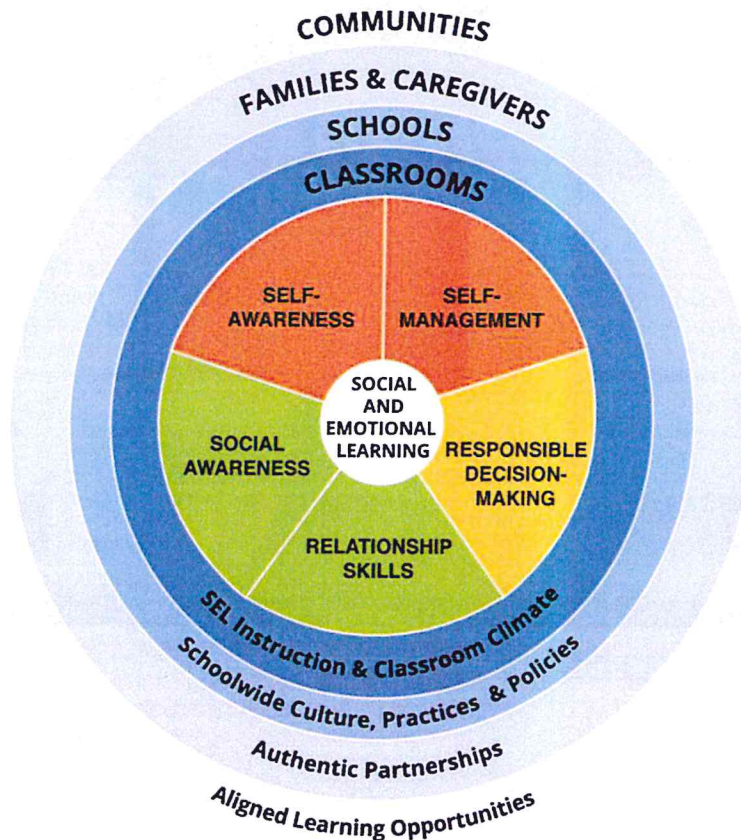 COMMUNITIES
FAMILIES & CAREGIVERS
SCHOOLS
CLASSROOMS
SELF-
AWARENESS
SELF-
MANAGEMENT
SOCIAL
AND
EMOTIONAL
LEARNING
SOCIAL
AWARENESS
RESPONSIBLE
DECISION-
MAKING
RELATIONSHIP
SKILLS
SEL Instruction & Classroom Climate
Schoolwide Culture, Practices & Policies
Authentic Partnerships
Aligned Learning Opportunities